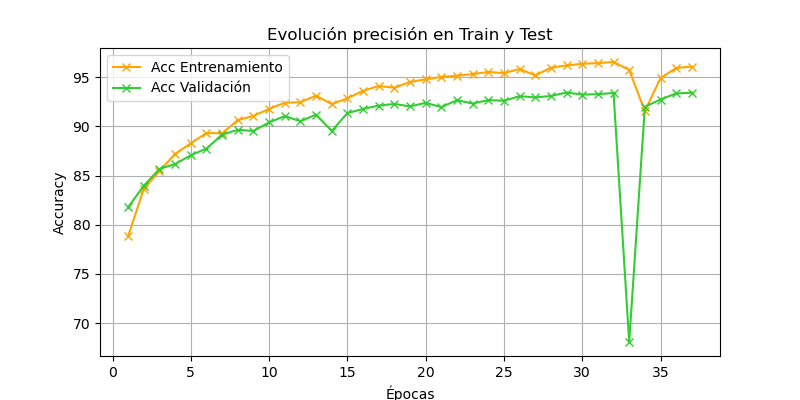 Evolución precisión en Train y Test
Acc Entrenamiento
Acc Validación
Accuracy
95
90
85
80
75
70
0 5 10 15 20 25 30 35
Épocas